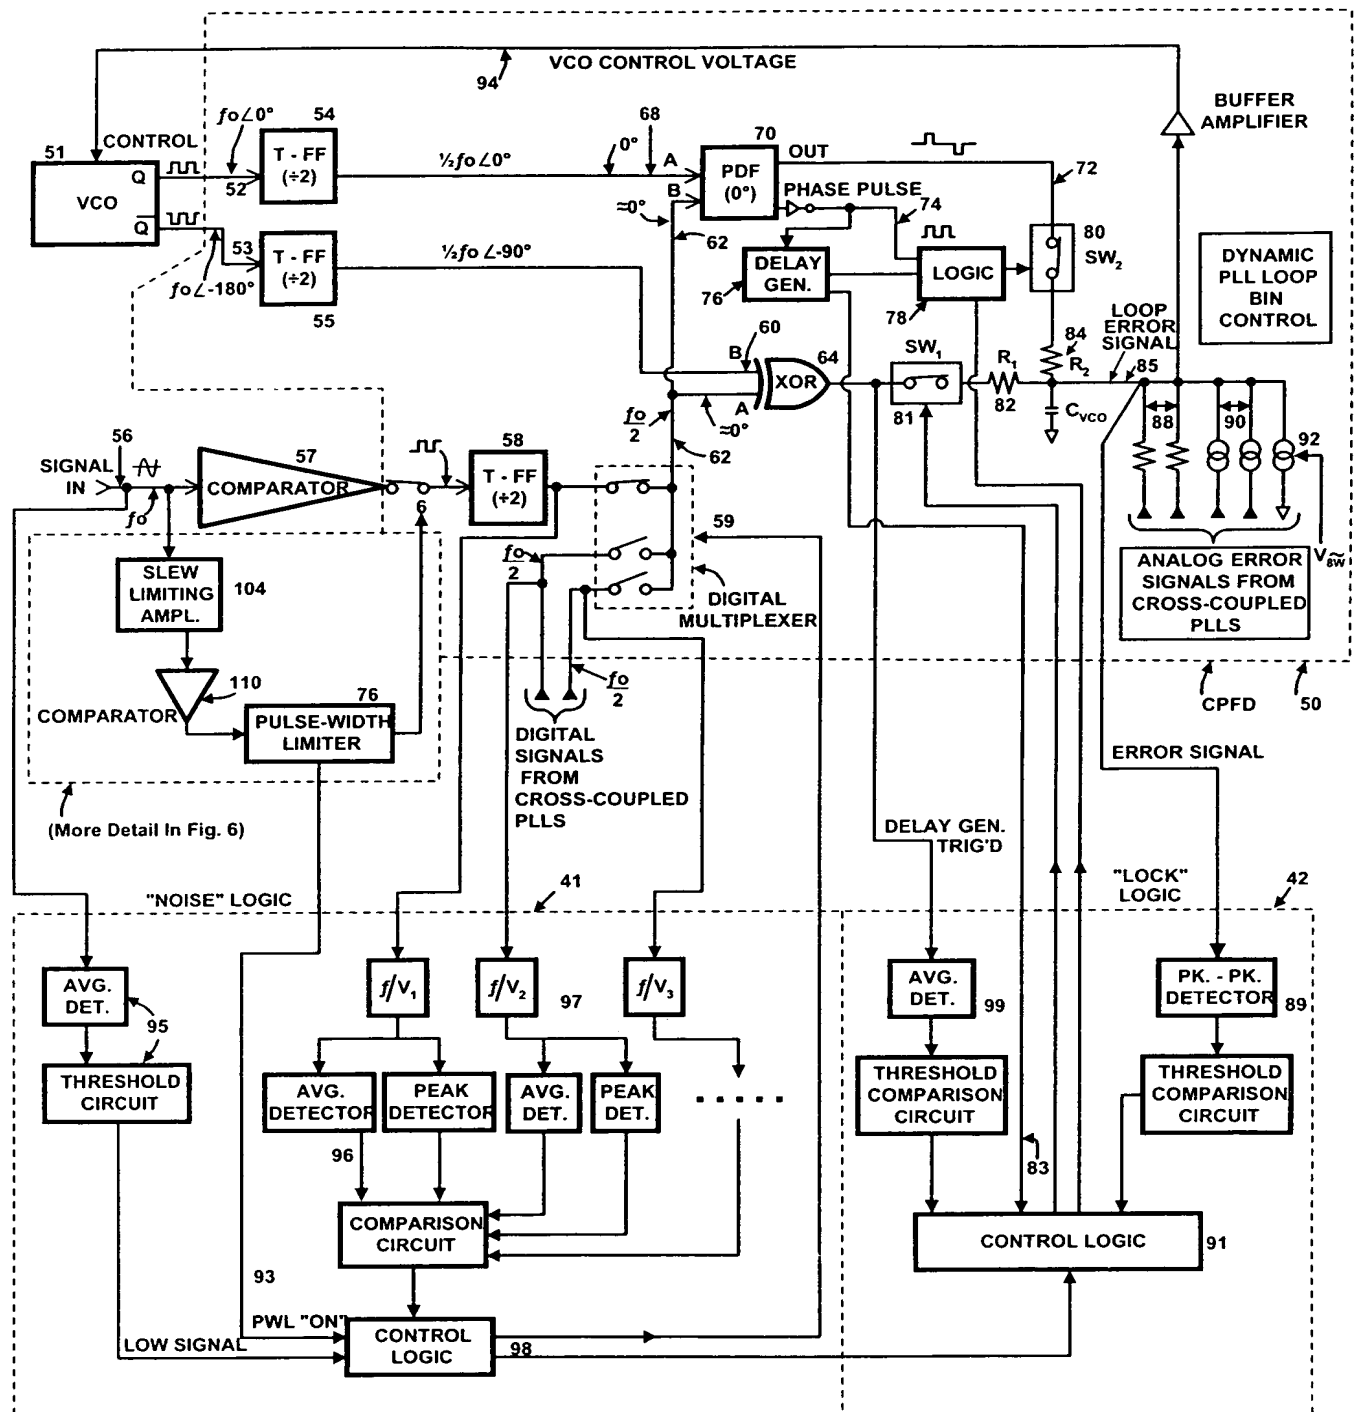 VCO CONTROL VOLTAGE
94
BUFFER
AMPLIFIER
CONTROL
51
VCO
Q
Q̅
fo∠0°
52
54
T - FF
(÷2)
½fo∠0°
0°
68
A
B
≈0°
62
70
PDF
(0°)
OUT
72
PHASE PULSE
74
53
fo∠-180°
T - FF
(÷2)
55
½fo∠-90°
DELAY
GEN.
76
LOGIC
78
80
SW2
DYNAMIC
PLL LOOP
BIN
CONTROL
LOOP
ERROR
SIGNAL
84
R2
85
60
B
A
XOR
64
≈0°
fo
2
62
SW1
81
R1
82
CVCO
88
90
92
V8W
ANALOG ERROR
SIGNALS FROM
CROSS-COUPLED
PLLS
56
SIGNAL
IN
fo
57
COMPARATOR
6
58
T - FF
(÷2)
59
fo
2
DIGITAL
MULTIPLEXER
fo
2
SLEW
LIMITING
AMPL.
104
110
COMPARATOR
76
PULSE-WIDTH
LIMITER
DIGITAL
SIGNALS
FROM
CROSS-COUPLED
PLLS
CPFD
50
ERROR SIGNAL
(More Detail In Fig. 6)
DELAY GEN.
TRIG'D
"NOISE" LOGIC
41
"LOCK"
LOGIC
42
AVG.
DET.
95
THRESHOLD
CIRCUIT
f/V1
f/V2
97
f/V3
AVG.
DETECTOR
PEAK
DETECTOR
AVG.
DET.
PEAK
DET.
96
COMPARISON
CIRCUIT
AVG.
DET.
99
THRESHOLD
COMPARISON
CIRCUIT
PK. - PK.
DETECTOR
89
THRESHOLD
COMPARISON
CIRCUIT
83
CONTROL LOGIC
91
93
PWL "ON"
LOW SIGNAL
CONTROL
LOGIC
98